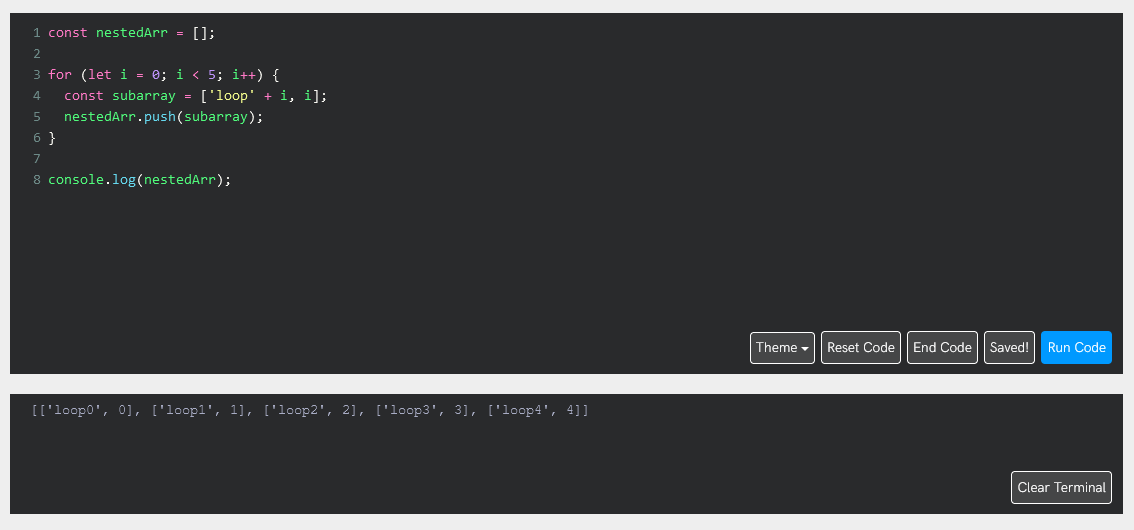 1 const nestedArr = [];
2
3 for (let i = 0; i < 5; i++) {
4   const subarray = ['loop' + i, i];
5   nestedArr.push(subarray);
6 }
7
8 console.log(nestedArr);
Theme Reset Code End Code Saved! Run Code
[['loop0', 0], ['loop1', 1], ['loop2', 2], ['loop3', 3], ['loop4', 4]]
Clear Terminal